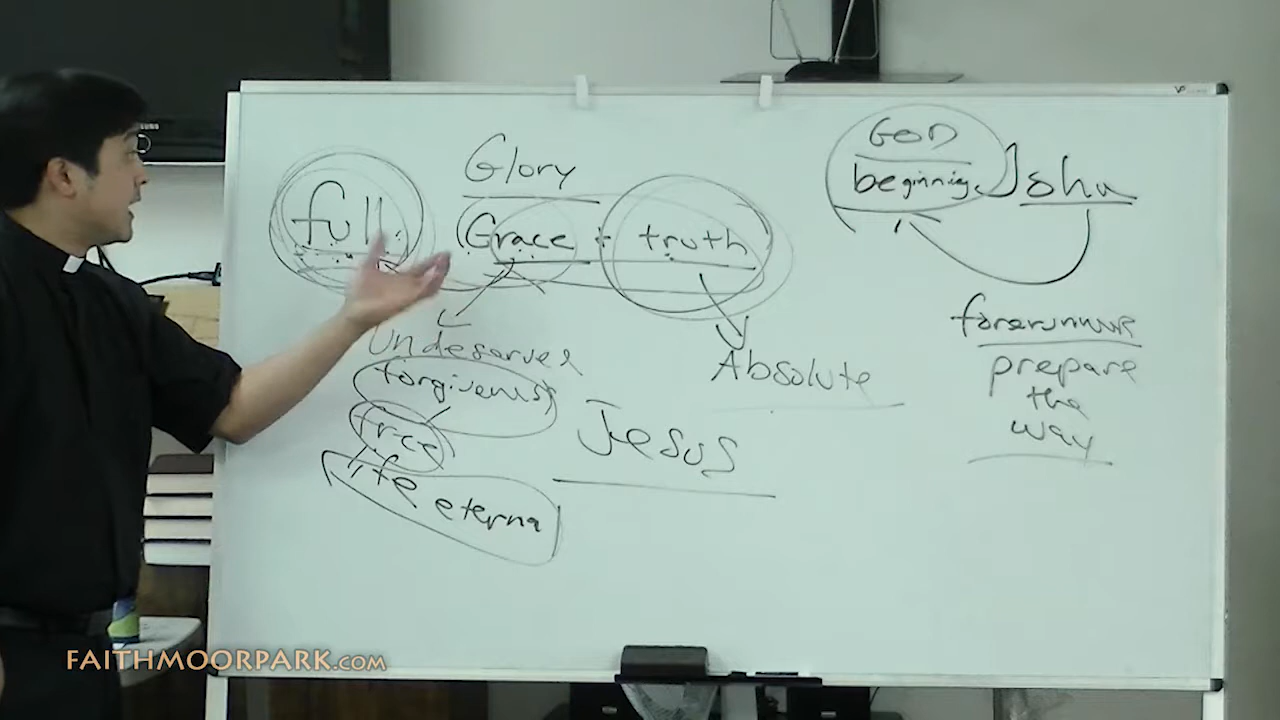 Glory
full
Grace + truth
Undeserved
forgiveness
free
life eterna
Absolute
Jesus
GOD
beginning
John
forerunner
prepare
the
way
FAITHMOORPARK.COM